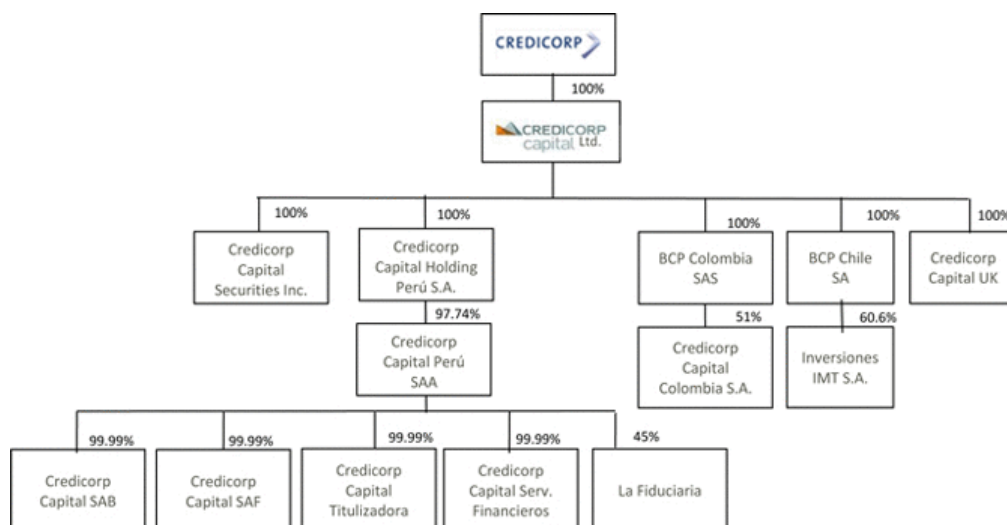 CREDICORP
100%
CREDICORP
capital Ltd.
100%
100%
100%
100%
100%
Credicorp
Capital
Securities Inc.
Credicorp
Capital Holding
Perú S.A.
BCP Colombia
SAS
BCP Chile
SA
Credicorp
Capital UK
97.74%
51%
60.6%
Credicorp
Capital Perú
SAA
Credicorp
Capital
Colombia S.A.
Inversiones
IMT S.A.
99.99%
99.99%
99.99%
99.99%
45%
Credicorp
Capital SAB
Credicorp
Capital SAF
Credicorp
Capital
Titulizadora
Credicorp
Capital Serv.
Financieros
La Fiduciaria